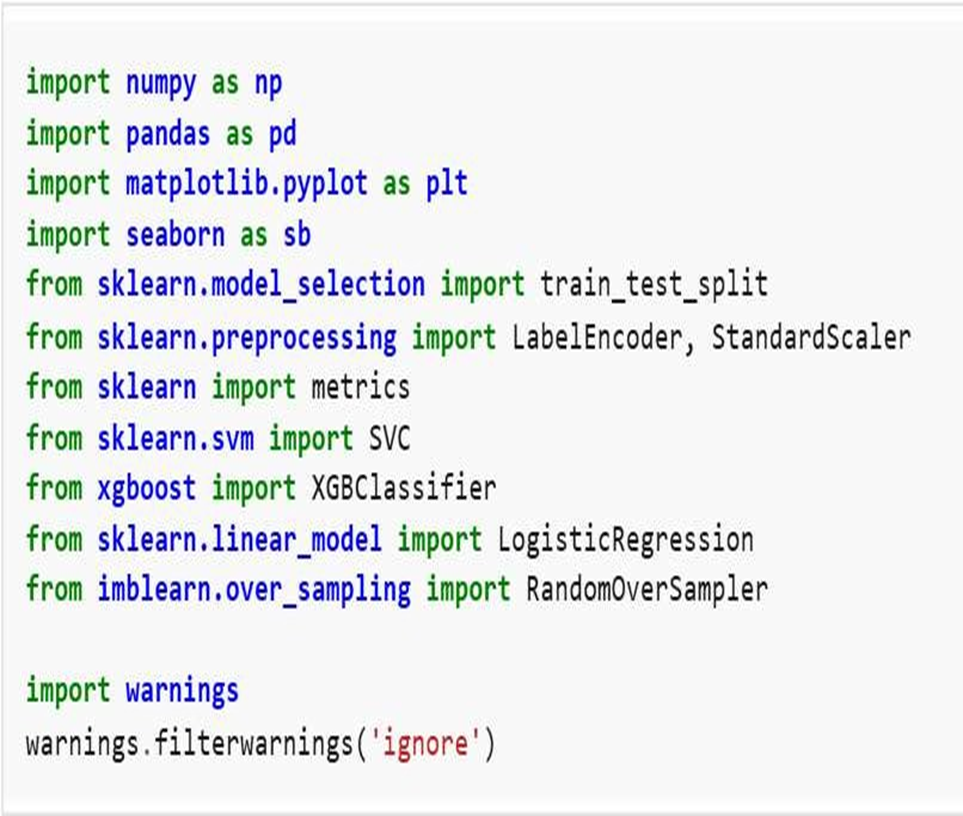 import numpy as np
import pandas as pd
import matplotlib.pyplot as plt
import seaborn as sb
from sklearn.model_selection import train_test_split
from sklearn.preprocessing import LabelEncoder, StandardScaler
from sklearn import metrics
from sklearn.svm import SVC
from xgboost import XGBClassifier
from sklearn.linear_model import LogisticRegression
from imblearn.over_sampling import RandomOverSampler
import warnings
warnings.filterwarnings('ignore')